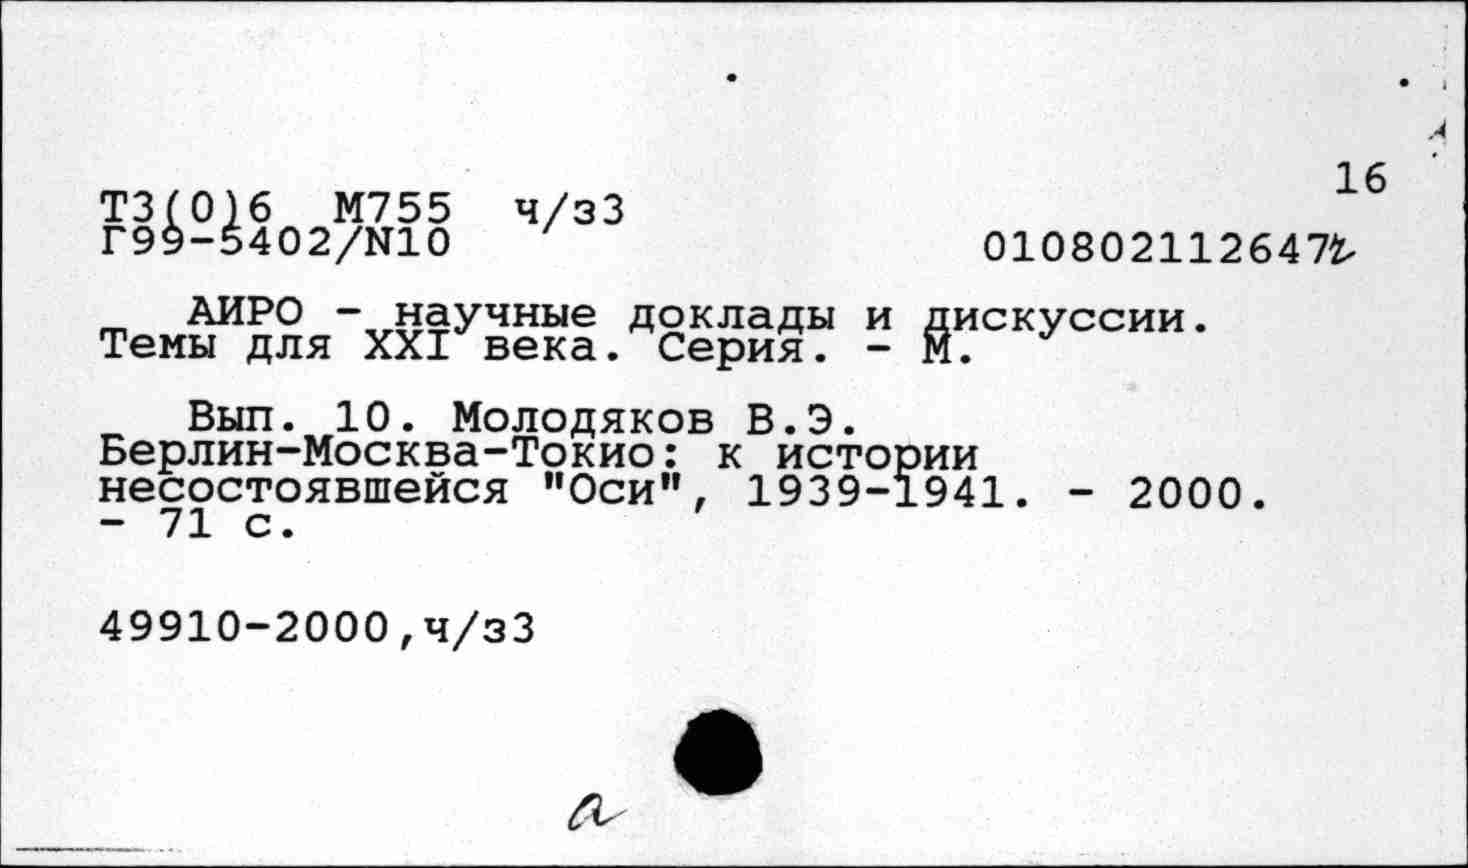 16
Т3(0)6 М755 ч/з3
Г99-5402/N10
010802112647
АИРО - научные доклады и дискуссии.
Темы для XXI века. Серия. - М.
Вып. 10. Молодяков В.Э.
Берлин-Москва-Токио: к истории
несостоявшейся "Оси", 1939-1941. - 2000.
- 71 с.
49910-2000,ч/з3
а